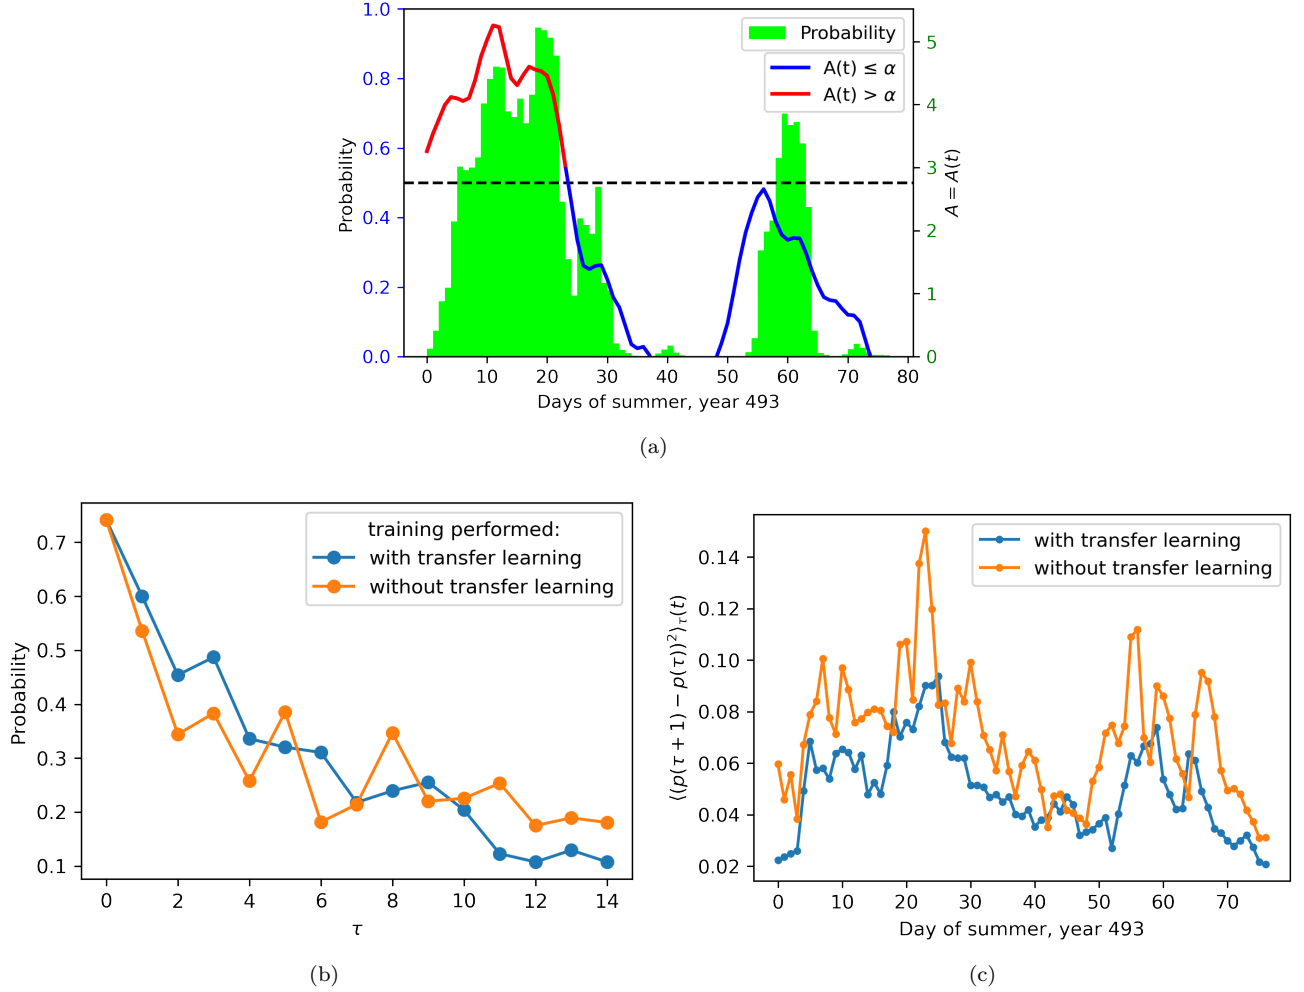 1.0
0.8
0.6
0.4
0.2
0.0
Probability
Probability
A(t) ≤ α
A(t) > α
5
4
3
2
1
0
A = A(t)
0 10 20 30 40 50 60 70 80
Days of summer, year 493
(a)
0.7
0.6
0.5
0.4
0.3
0.2
0.1
Probability
training performed:
with transfer learning
without transfer learning
0 2 4 6 8 10 12 14
τ
(b)
0.14
0.12
0.10
0.08
0.06
0.04
0.02
⟨(p(τ + 1) − p(τ))²⟩τ(t)
with transfer learning
without transfer learning
0 10 20 30 40 50 60 70
Day of summer, year 493
(c)